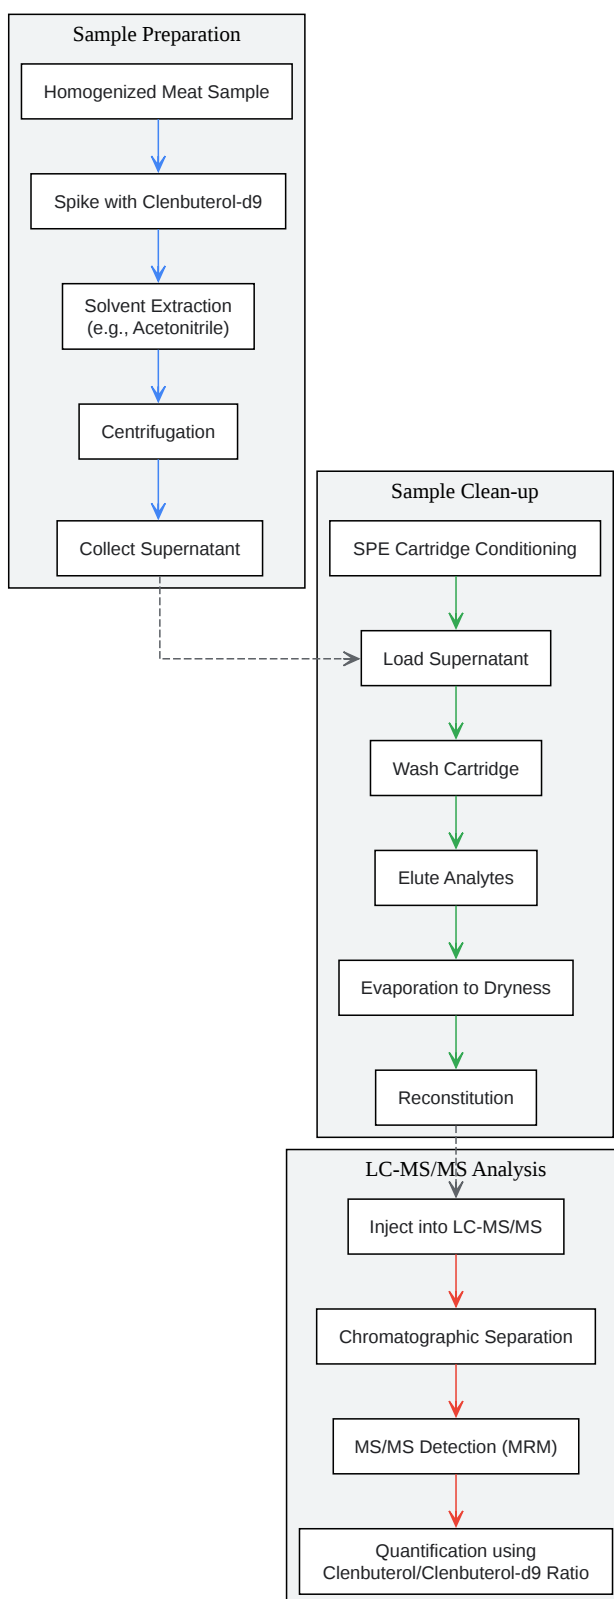 Sample Preparation
Homogenized Meat Sample
Spike with Clenbuterol-d9
Solvent Extraction
(e.g., Acetonitrile)
Centrifugation
Collect Supernatant
Sample Clean-up
SPE Cartridge Conditioning
Load Supernatant
Wash Cartridge
Elute Analytes
Evaporation to Dryness
Reconstitution
LC-MS/MS Analysis
Inject into LC-MS/MS
Chromatographic Separation
MS/MS Detection (MRM)
Quantification using
Clenbuterol/Clenbuterol-d9 Ratio